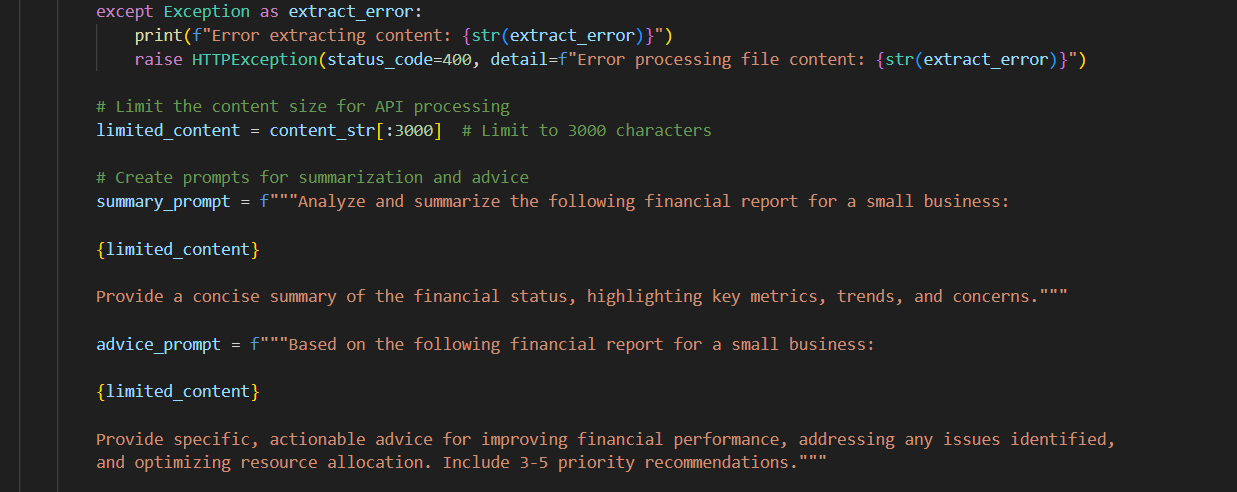 except Exception as extract_error:
print(f"Error extracting content: {str(extract_error)}")
raise HTTPException(status_code=400, detail=f"Error processing file content: {str(extract_error)}")
# Limit the content size for API processing
limited_content = content_str[:3000]  # Limit to 3000 characters
# Create prompts for summarization and advice
summary_prompt = f"""Analyze and summarize the following financial report for a small business:
{limited_content}
Provide a concise summary of the financial status, highlighting key metrics, trends, and concerns."""
advice_prompt = f"""Based on the following financial report for a small business:
{limited_content}
Provide specific, actionable advice for improving financial performance, addressing any issues identified,
and optimizing resource allocation. Include 3-5 priority recommendations."""